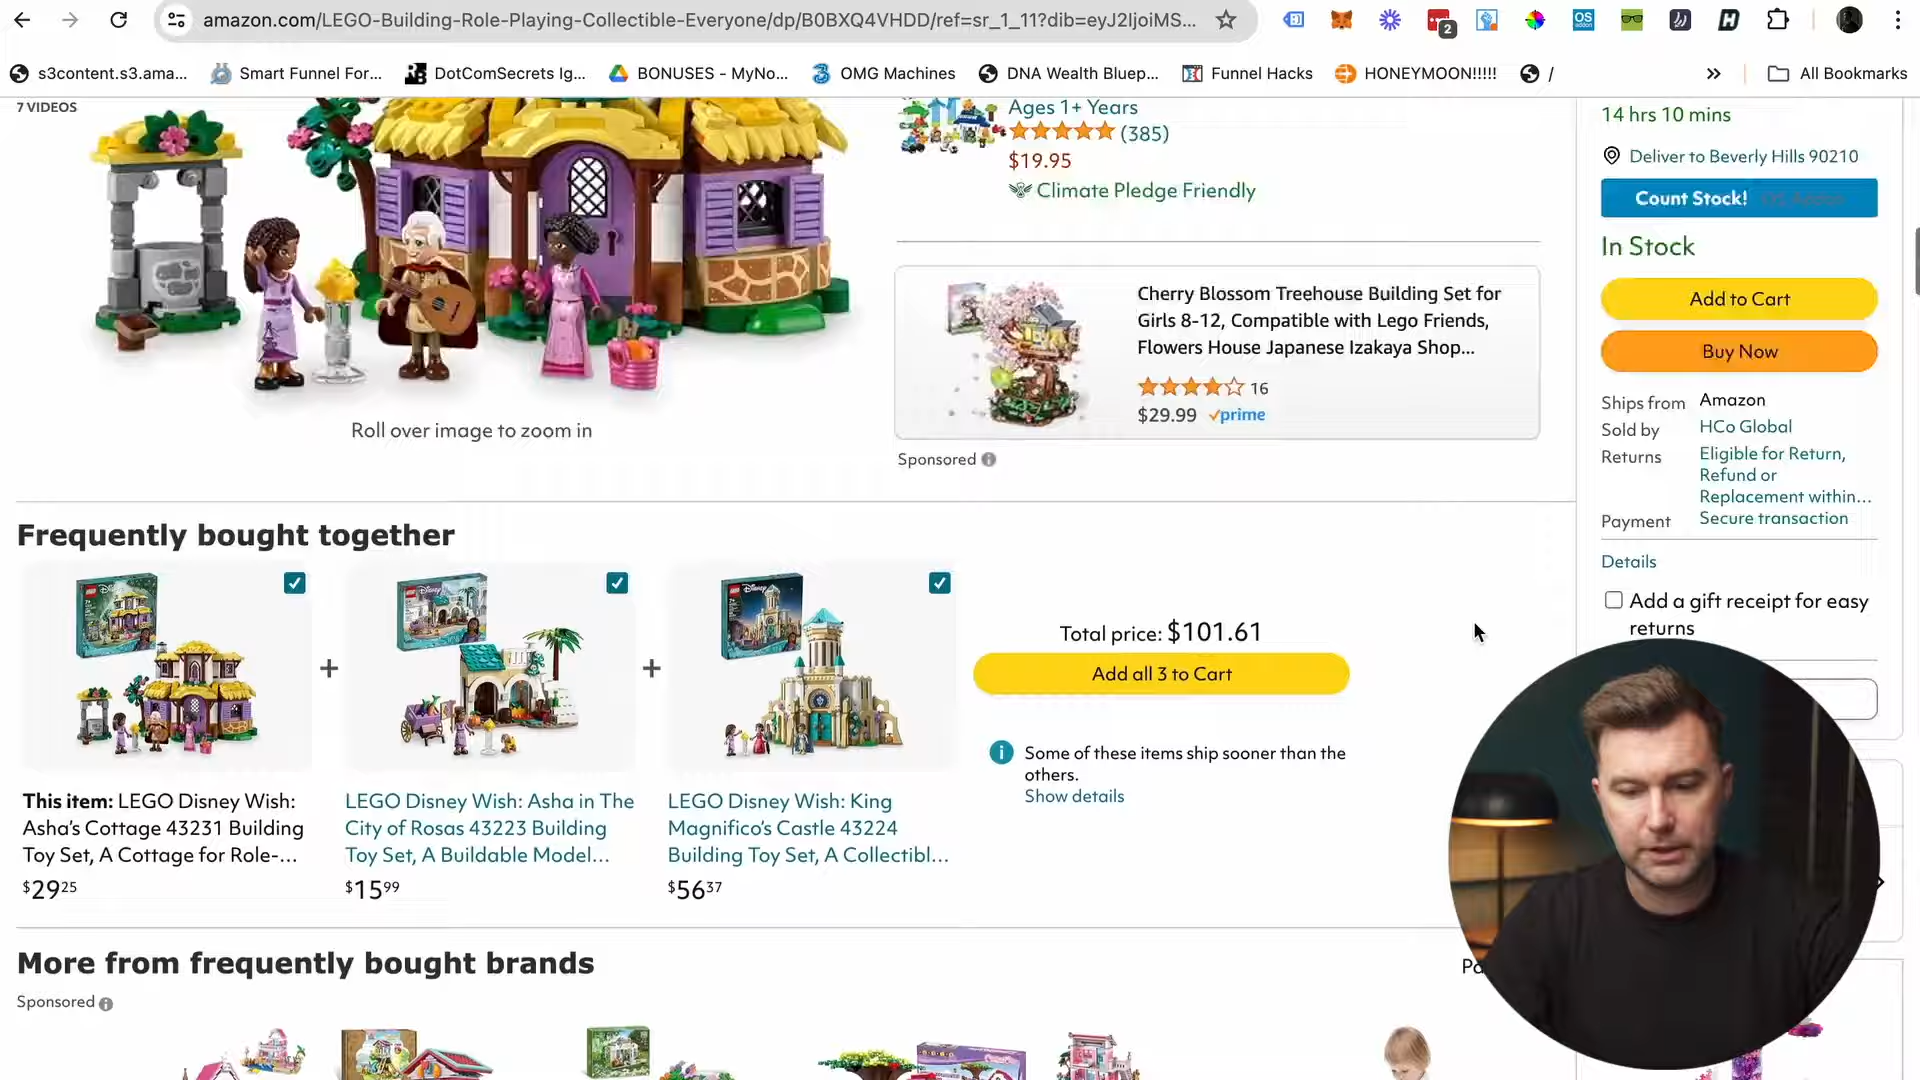 amazon.com/LEGO-Building-Role-Playing-Collectible-Everyone/dp/B0BXQ4VHDD/ref=sr_1_11?dib=eyJ2IjoiMS...
2
s3content.s3.ama...
Smart Funnel For...
DotComSecrets Ig...
BONUSES - MyNo...
OMG Machines
DNA Wealth Bluep...
Funnel Hacks
HONEYMOON!!!!!
/
All Bookmarks
7 VIDEOS
Roll over image to zoom in
Ages 1+ Years
(385)
$19.95
Climate Pledge Friendly
Cherry Blossom Treehouse Building Set for
Girls 8-12, Compatible with Lego Friends,
Flowers House Japanese Izakaya Shop...
16
$29.99 prime
Sponsored
14 hrs 10 mins
Deliver to Beverly Hills 90210
Count Stock!
In Stock
Add to Cart
Buy Now
Ships from Amazon
Sold by HCo Global
Returns Eligible for Return,
Refund or
Replacement within...
Payment Secure transaction
Details
Add a gift receipt for easy
returns
Frequently bought together
This item: LEGO Disney Wish:
Asha's Cottage 43231 Building
Toy Set, A Cottage for Role-...
$29 25
LEGO Disney Wish: Asha in The
City of Rosas 43223 Building
Toy Set, A Buildable Model...
$15 99
LEGO Disney Wish: King
Magnifico's Castle 43224
Building Toy Set, A Collectibl...
$56 37
Total price: $101.61
Add all 3 to Cart
Some of these items ship sooner than the
others.
Show details
More from frequently bought brands
Sponsored